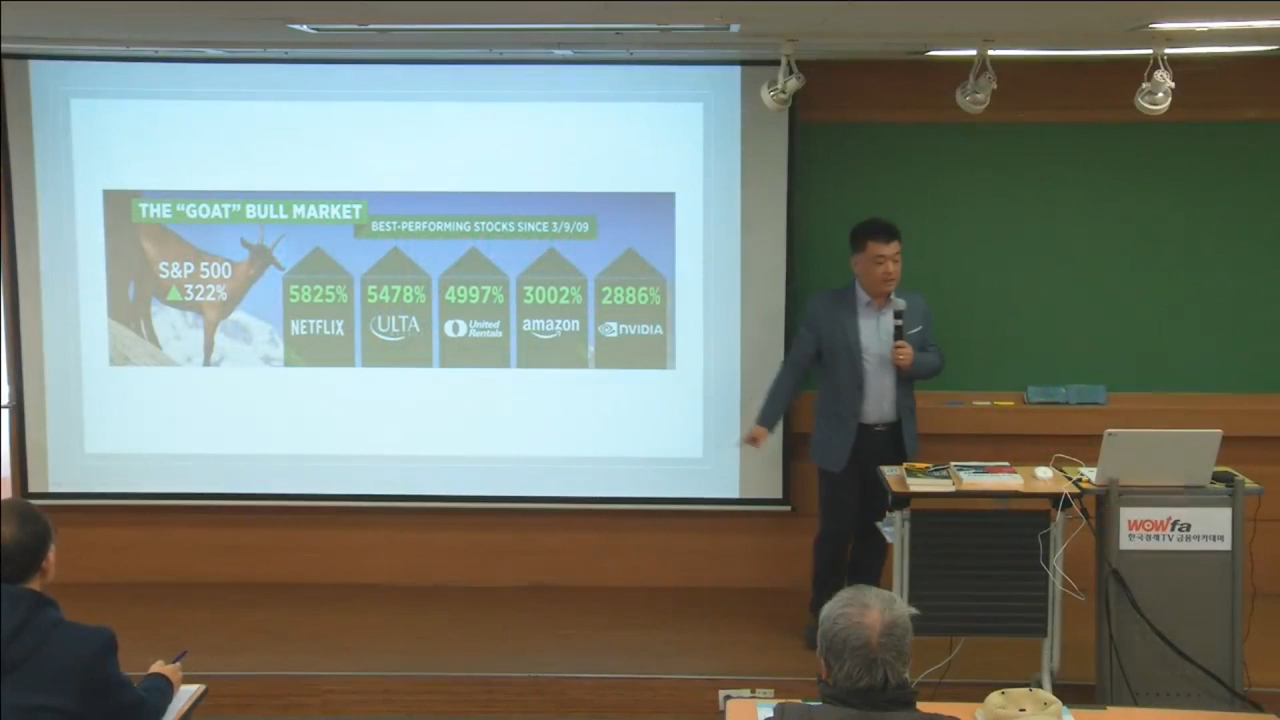 THE “GOAT” BULL MARKET
BEST-PERFORMING STOCKS SINCE 3/9/09
S&P 500
▲322%
5825%
NETFLIX
5478%
ULTA
4997%
United
Rentals
3002%
amazon
2886%
NVIDIA
WOWfa
한국경제TV 금융아카데미